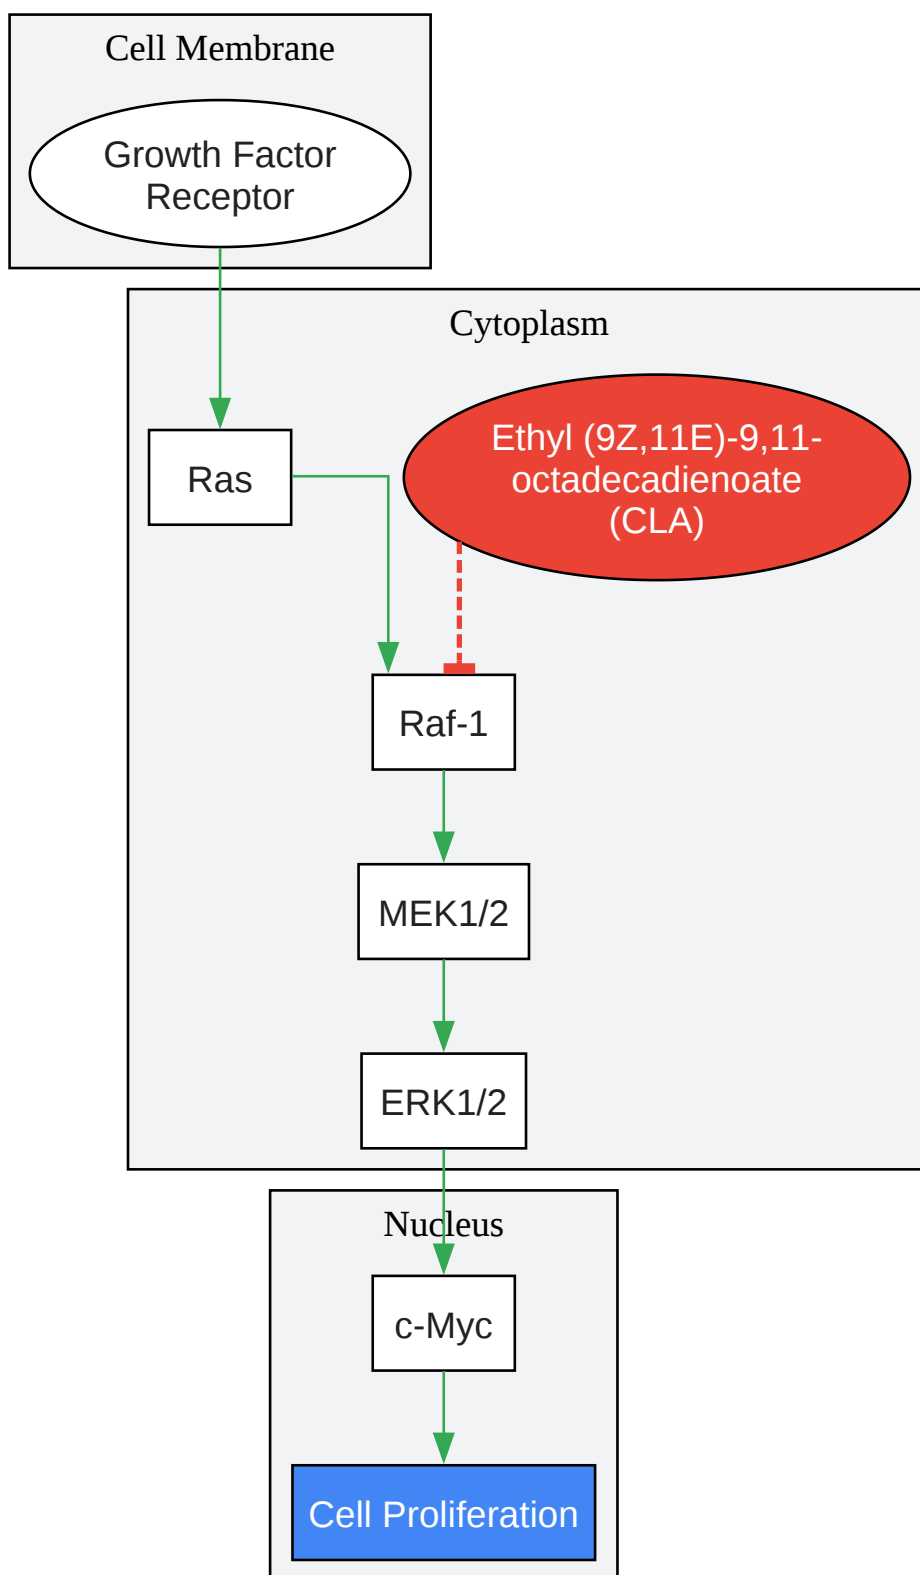 Cell Membrane
Growth Factor
Receptor
Cytoplasm
Ethyl (9Z,11E)-9,11-
octadecadienoate
(CLA)
Ras
Raf-1
MEK1/2
ERK1/2
Nucleus
c-Myc
Cell Proliferation